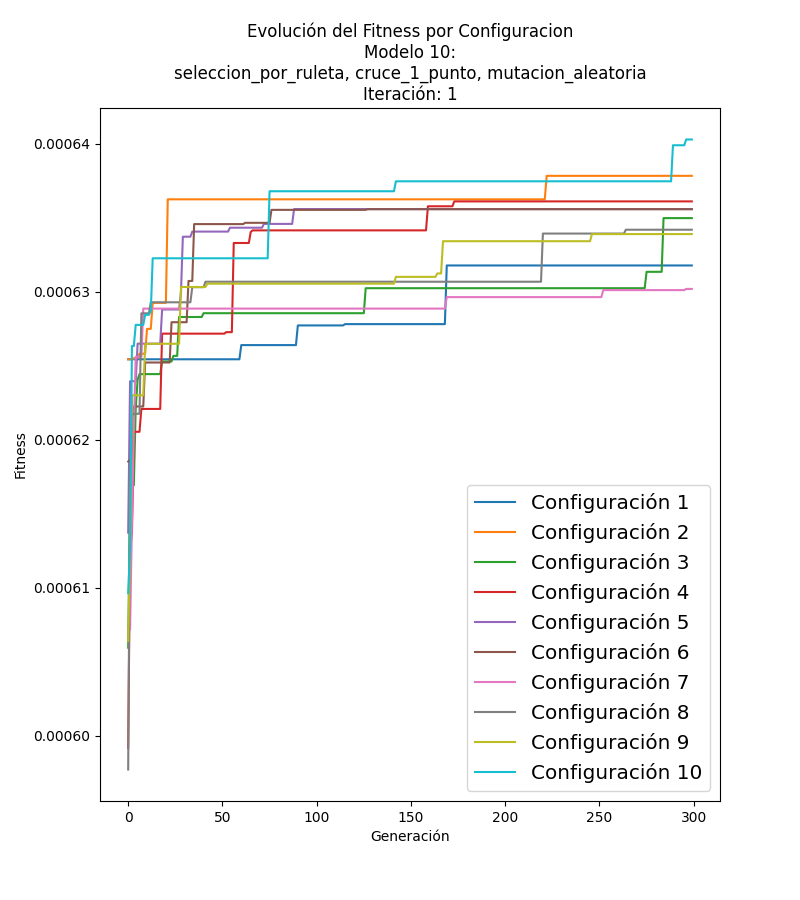 Evolución del Fitness por Configuracion
Modelo 10:
seleccion_por_ruleta, cruce_1_punto, mutacion_aleatoria
Iteración: 1
0.00064
0.00063
0.00062
0.00061
0.00060
Fitness
0
50
100
150
200
250
300
Generación
Configuración 1
Configuración 2
Configuración 3
Configuración 4
Configuración 5
Configuración 6
Configuración 7
Configuración 8
Configuración 9
Configuración 10